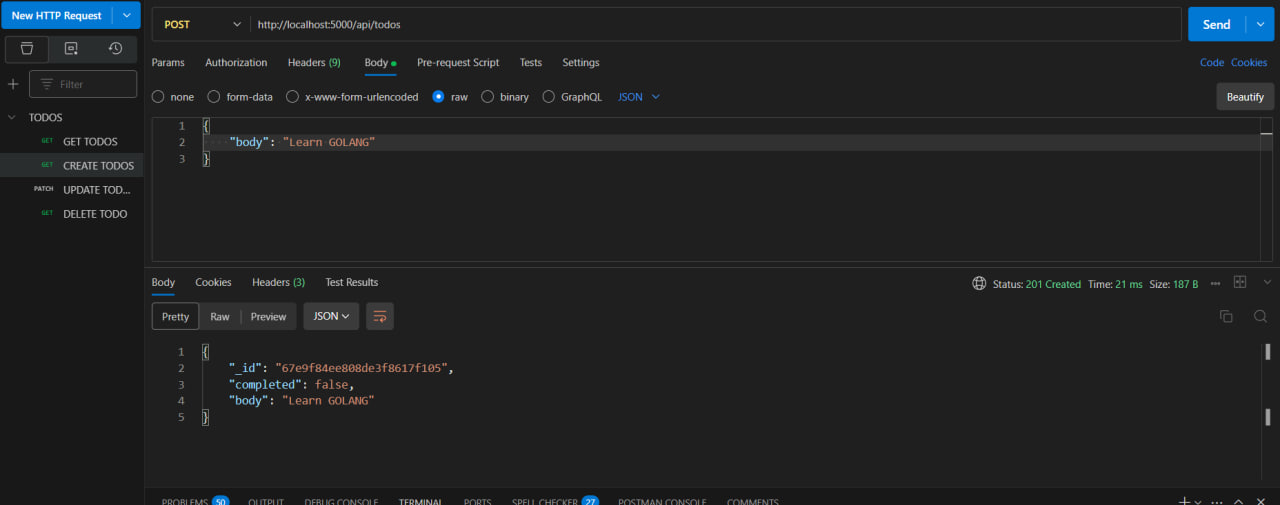 New HTTP Request
POST http://localhost:5000/api/todos Send
Params Authorization Headers (9) Body Pre-request Script Tests Settings Code Cookies
Filter
none form-data x-www-form-urlencoded raw binary GraphQL JSON Beautify
TODOS
GET GET TODOS
GET CREATE TODOS
PATCH UPDATE TOD...
GET DELETE TODO
1 {
2 "body": "Learn GOLANG"
3 }
Body Cookies Headers (3) Test Results Status: 201 Created Time: 21 ms Size: 187 B
Pretty Raw Preview JSON
1 {
2 "_id": "67e9f84ee808de3f8617f105",
3 "completed": false,
4 "body": "Learn GOLANG"
5 }
PROBLEMS 50 OUTPUT DEBUG CONSOLE TERMINAL PORTS SPELL CHECKER 27 POSTMAN CONSOLE COMMENTS